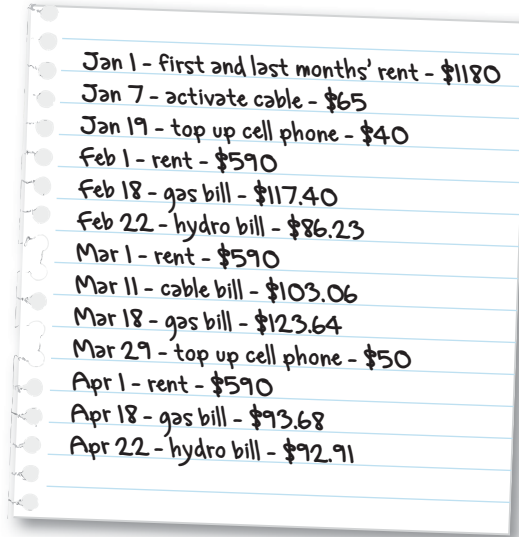 Jan 1 - first and last months' rent - $1180
Jan 7 - activate cable - $65
Jan 19 - top up cell phone - $40
Feb 1 - rent - $590
Feb 18 - gas bill - $117.40
Feb 22 - hydro bill - $86.23
Mar 1 - rent - $590
Mar 11 - cable bill - $103.06
Mar 18 - gas bill - $123.64
Mar 29 - top up cell phone - $50
Apr 1 - rent - $590
Apr 18 - gas bill - $93.68
Apr 22 - hydro bill - $92.91